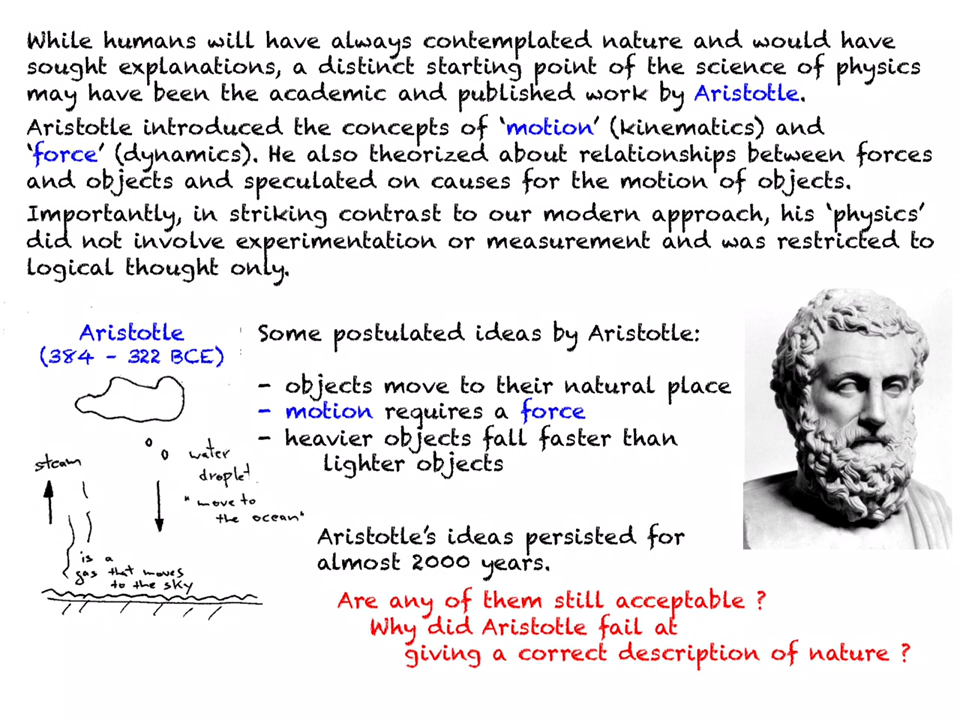 While humans will have always contemplated nature and would have
sought explanations, a distinct starting point of the science of physics
may have been the academic and published work by Aristotle.
Aristotle introduced the concepts of ‘motion’ (kinematics) and
‘force’ (dynamics). He also theorized about relationships between forces
and objects and speculated on causes for the motion of objects.
Importantly, in striking contrast to our modern approach, his ‘physics’
did not involve experimentation or measurement and was restricted to
logical thought only.
Aristotle
(384 – 322 BCE)
steam
water
droplet
"move to
the ocean"
is a
gas that moves
to the sky
Some postulated ideas by Aristotle:
– objects move to their natural place
– motion requires a force
– heavier objects fall faster than
lighter objects
Aristotle’s ideas persisted for
almost 2000 years.
Are any of them still acceptable ?
Why did Aristotle fail at
giving a correct description of nature ?